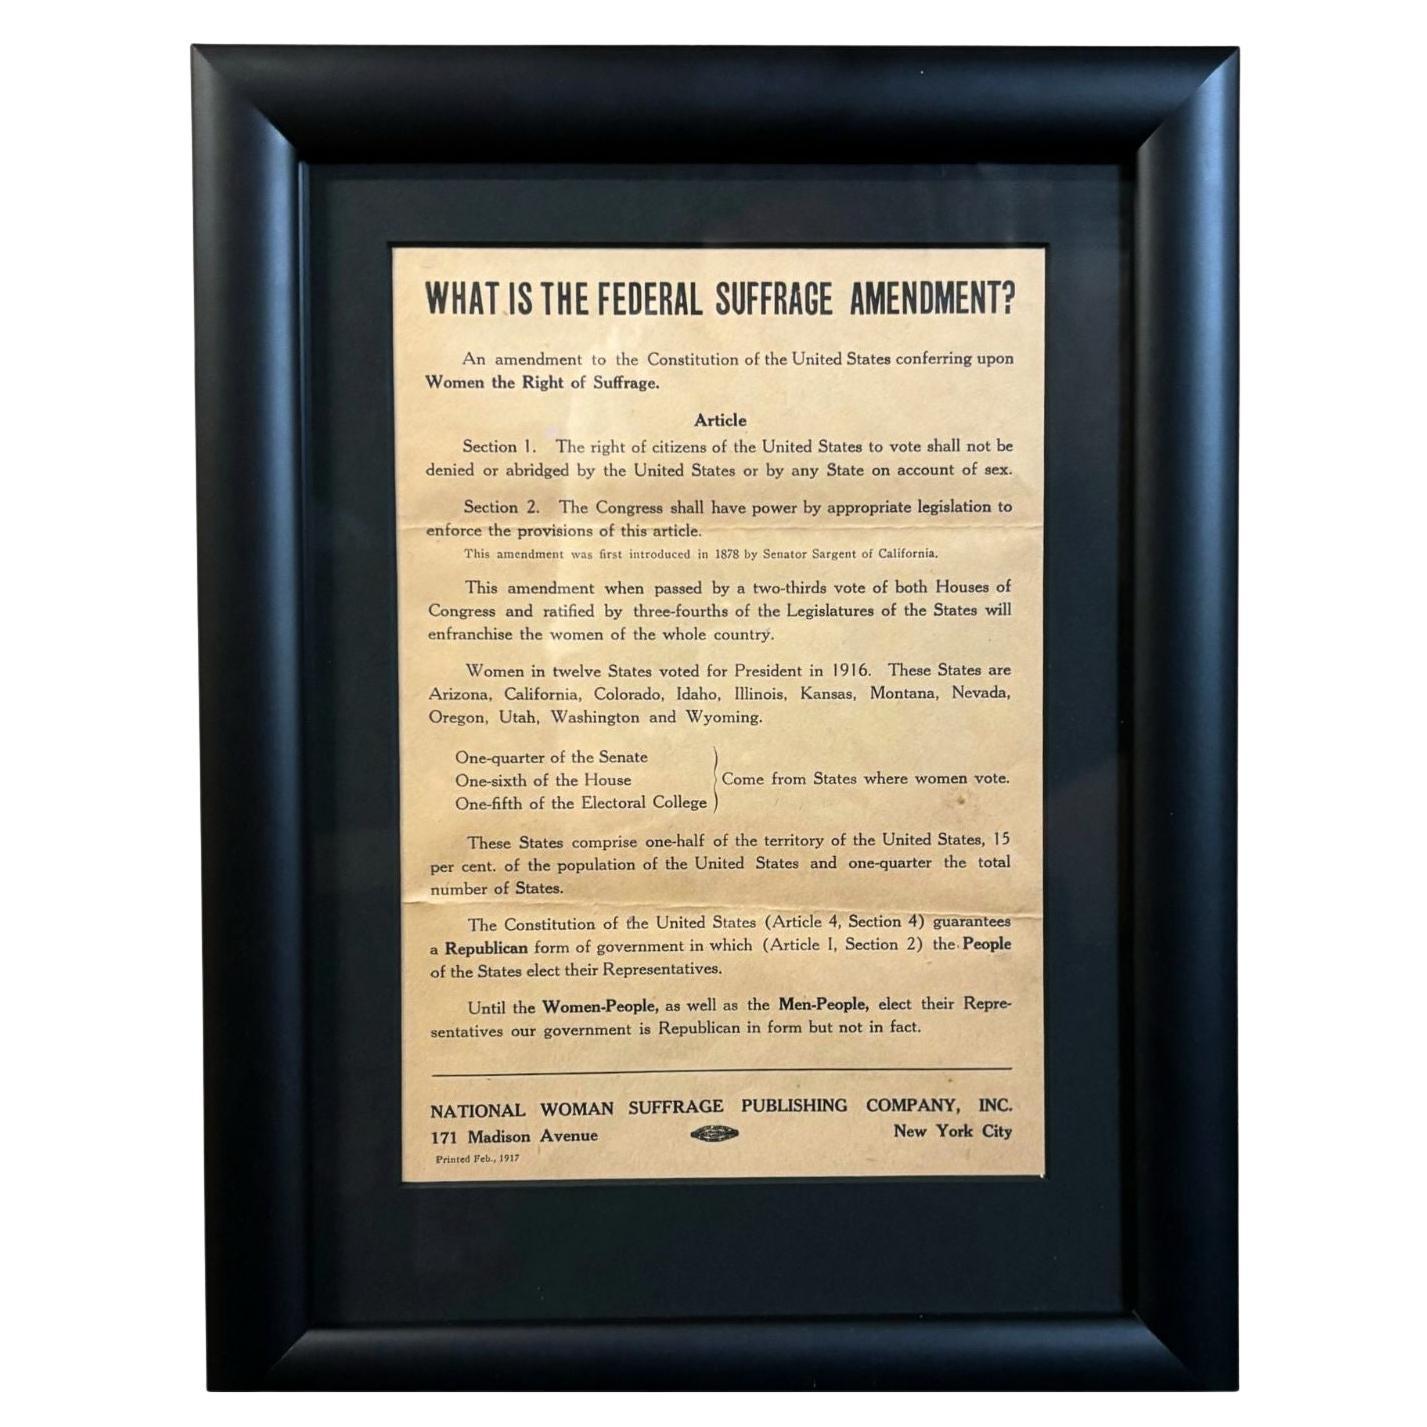 WHAT IS THE FEDERAL SUFFRAGE AMENDMENT?
An amendment to the Constitution of the United States conferring upon
Women the Right of Suffrage.
Article
Section 1. The right of citizens of the United States to vote shall not be
denied or abridged by the United States or by any State on account of sex.
Section 2. The Congress shall have power by appropriate legislation to
enforce the provisions of this article.
This amendment was first introduced in 1878 by Senator Sargent of California.
This amendment when passed by a two-thirds vote of both Houses of
Congress and ratified by three-fourths of the Legislatures of the States will
enfranchise the women of the whole country.
Women in twelve States voted for President in 1916. These States are
Arizona, California, Colorado, Idaho, Illinois, Kansas, Montana, Nevada,
Oregon, Utah, Washington and Wyoming.
One-quarter of the Senate
One-sixth of the House
One-fifth of the Electoral College
Come from States where women vote.
These States comprise one-half of the territory of the United States, 15
per cent. of the population of the United States and one-quarter the total
number of States.
The Constitution of the United States (Article 4, Section 4) guarantees
a Republican form of government in which (Article I, Section 2) the People
of the States elect their Representatives.
Until the Women-People, as well as the Men-People, elect their Repre-
sentatives our government is Republican in form but not in fact.
NATIONAL WOMAN SUFFRAGE PUBLISHING COMPANY, INC.
171 Madison Avenue New York City
Printed Feb., 1917